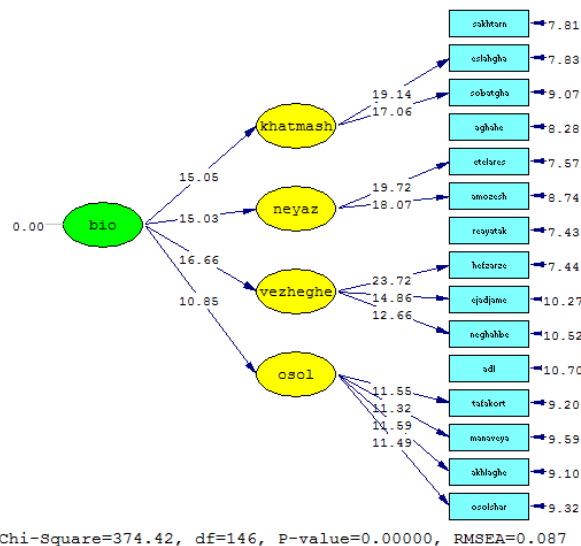 sakhtarn 7.81
eslahgha 7.83
19.14
sobatgha 9.07
17.06
khatmash
aghahe 8.28
etelares 7.57
15.05
19.72
amozesh 8.74
18.07
neyaz
15.03
0.00 bio
reayatak 7.43
hefzarze 7.44
16.66
23.72
vezheghe
14.86
ejadjame 10.27
12.66
10.85
neghahbe 10.52
adl 10.70
osol
11.55
tafakort 9.20
11.32
manaveya 9.59
11.59
11.49
akhlaghe 9.10
osolshar 9.32
Chi-Square=374.42, df=146, P-value=0.00000, RMSEA=0.087